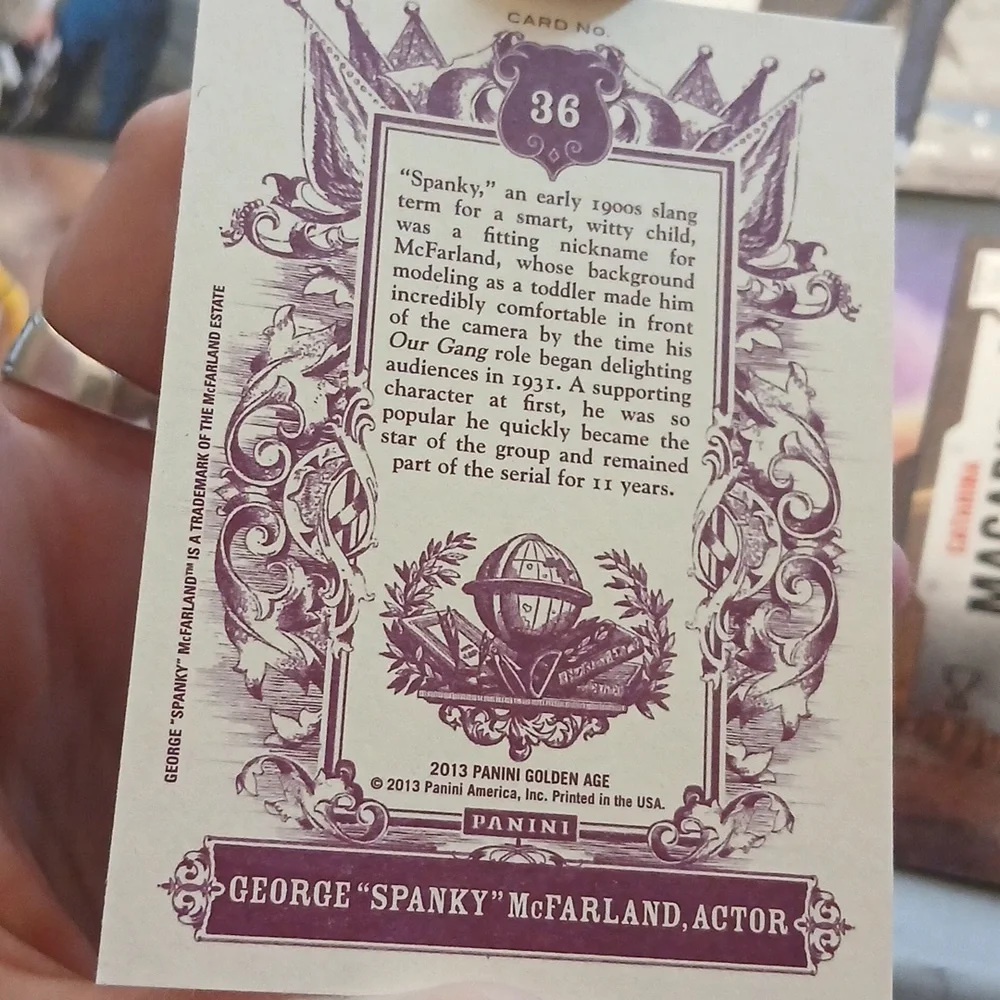 CARD No.
36
"Spanky," an early 1900s slang
term for a smart, witty child,
was a fitting nickname for
McFarland, whose background
modeling as a toddler made him
incredibly comfortable in front
of the camera by the time his
Our Gang role began delighting
audiences in 1931. A supporting
character at first, he was so
popular he quickly became the
star of the group and remained
part of the serial for 11 years.
GEORGE "SPANKY" McFARLAND™ IS A TRADEMARK OF THE McFARLAND ESTATE
2013 PANINI GOLDEN AGE
© 2013 Panini America, Inc. Printed in the USA.
PANINI
GEORGE "SPANKY" McFARLAND, ACTOR